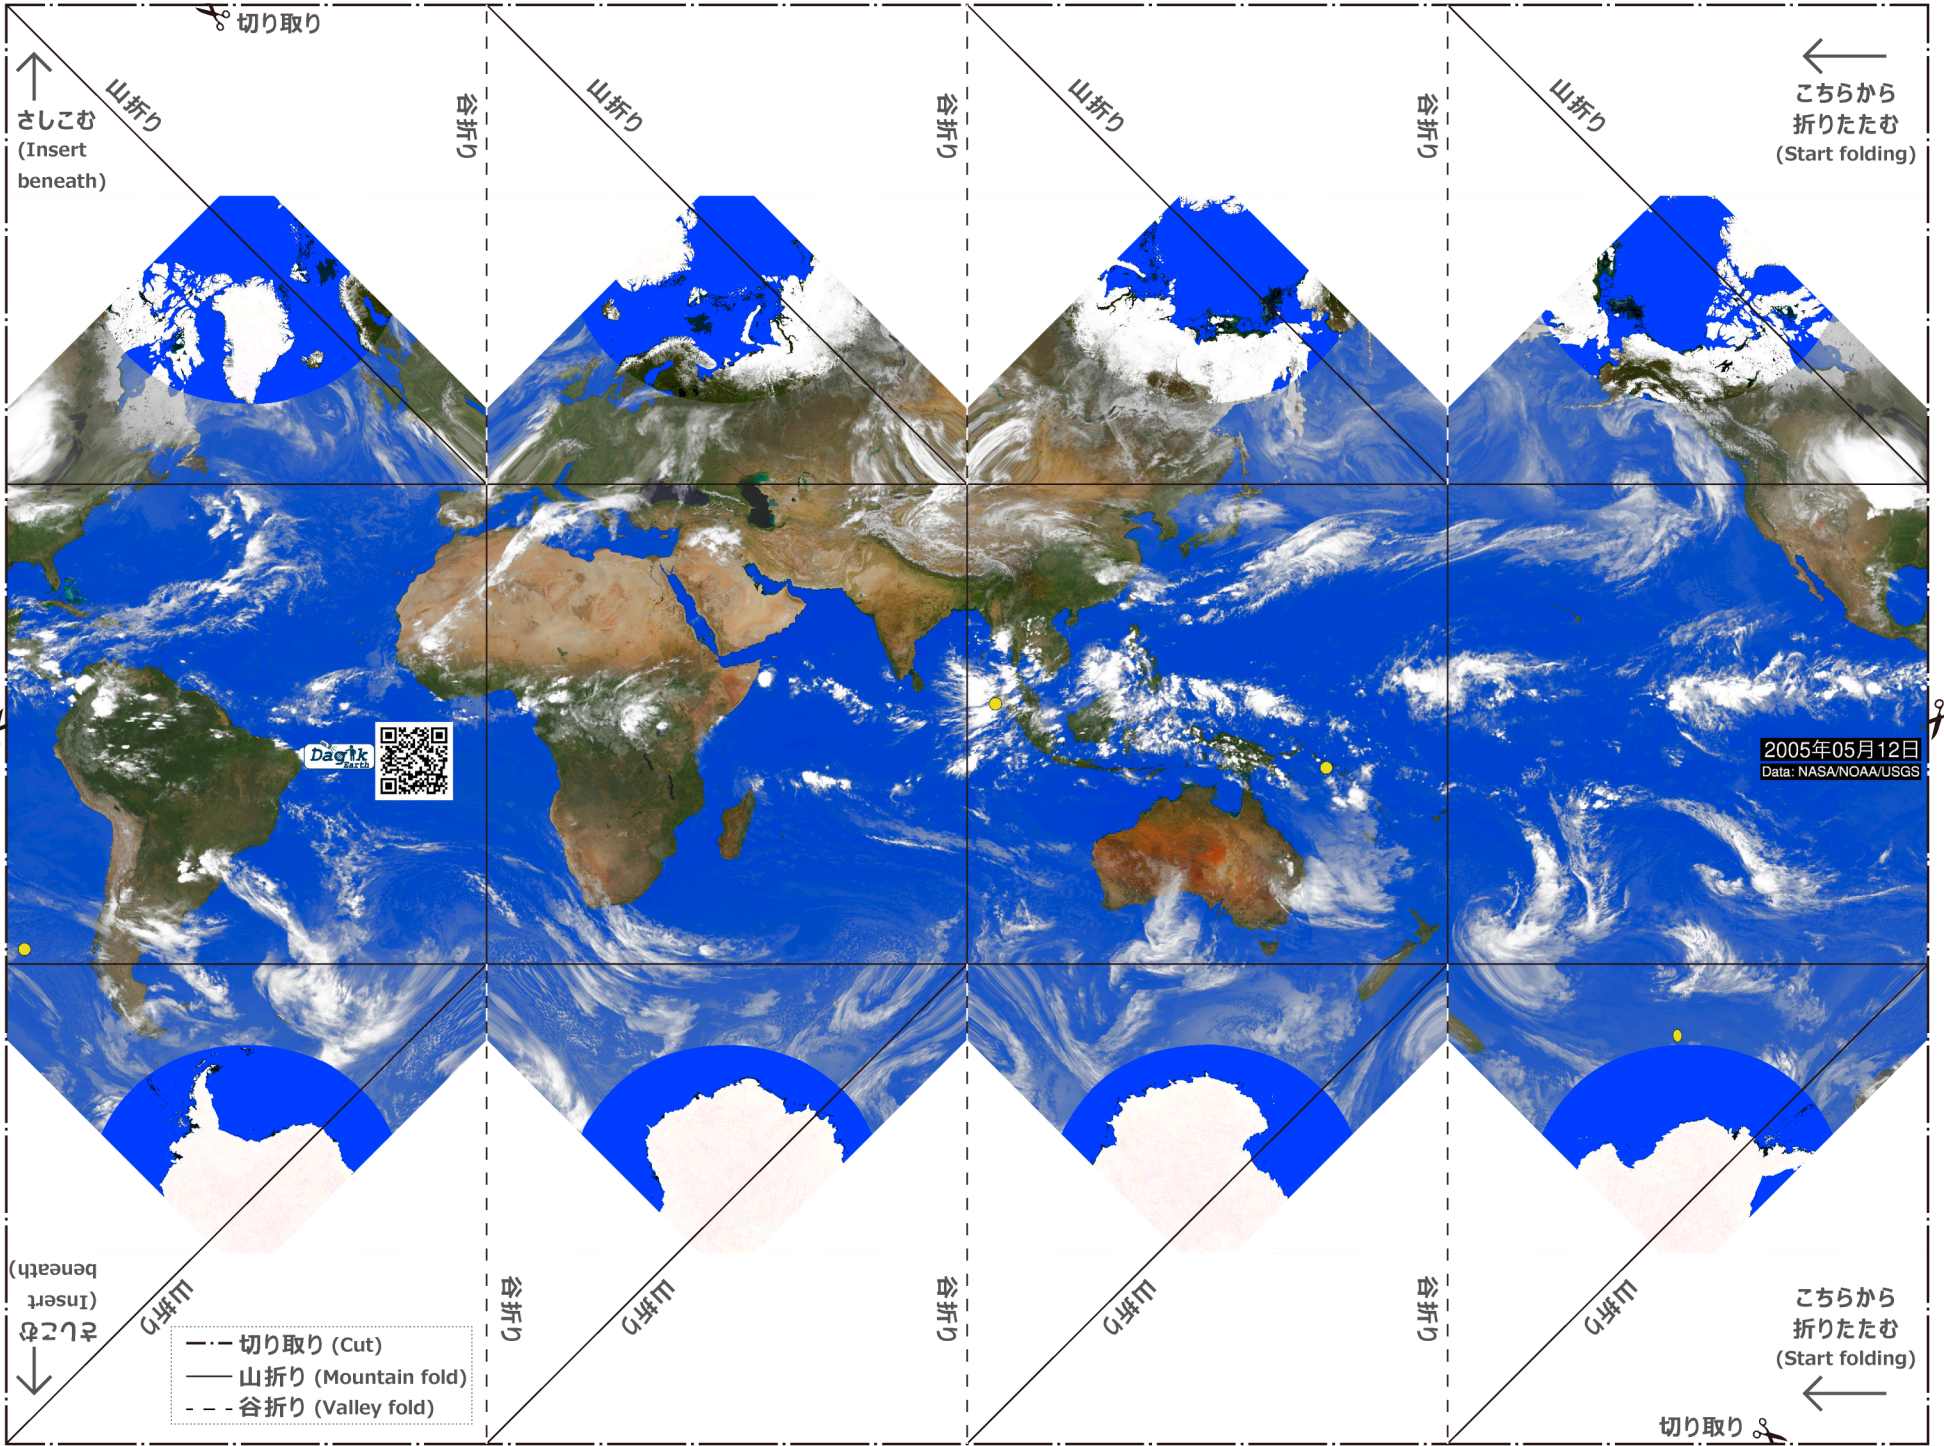 切り取り
山折り
谷折り
山折り
谷折り
山折り
谷折り
山折り
さしこむ
(Insert
beneath)
こちらから
折りたたむ
(Start folding)
Dagik
Earth
2005年05月12日
Data: NASA/NOAA/USGS
さしこむ
(Insert
beneath)
山折り
谷折り
山折り
谷折り
山折り
谷折り
山折り
切り取り (Cut)
山折り (Mountain fold)
谷折り (Valley fold)
こちらから
折りたたむ
(Start folding)
切り取り